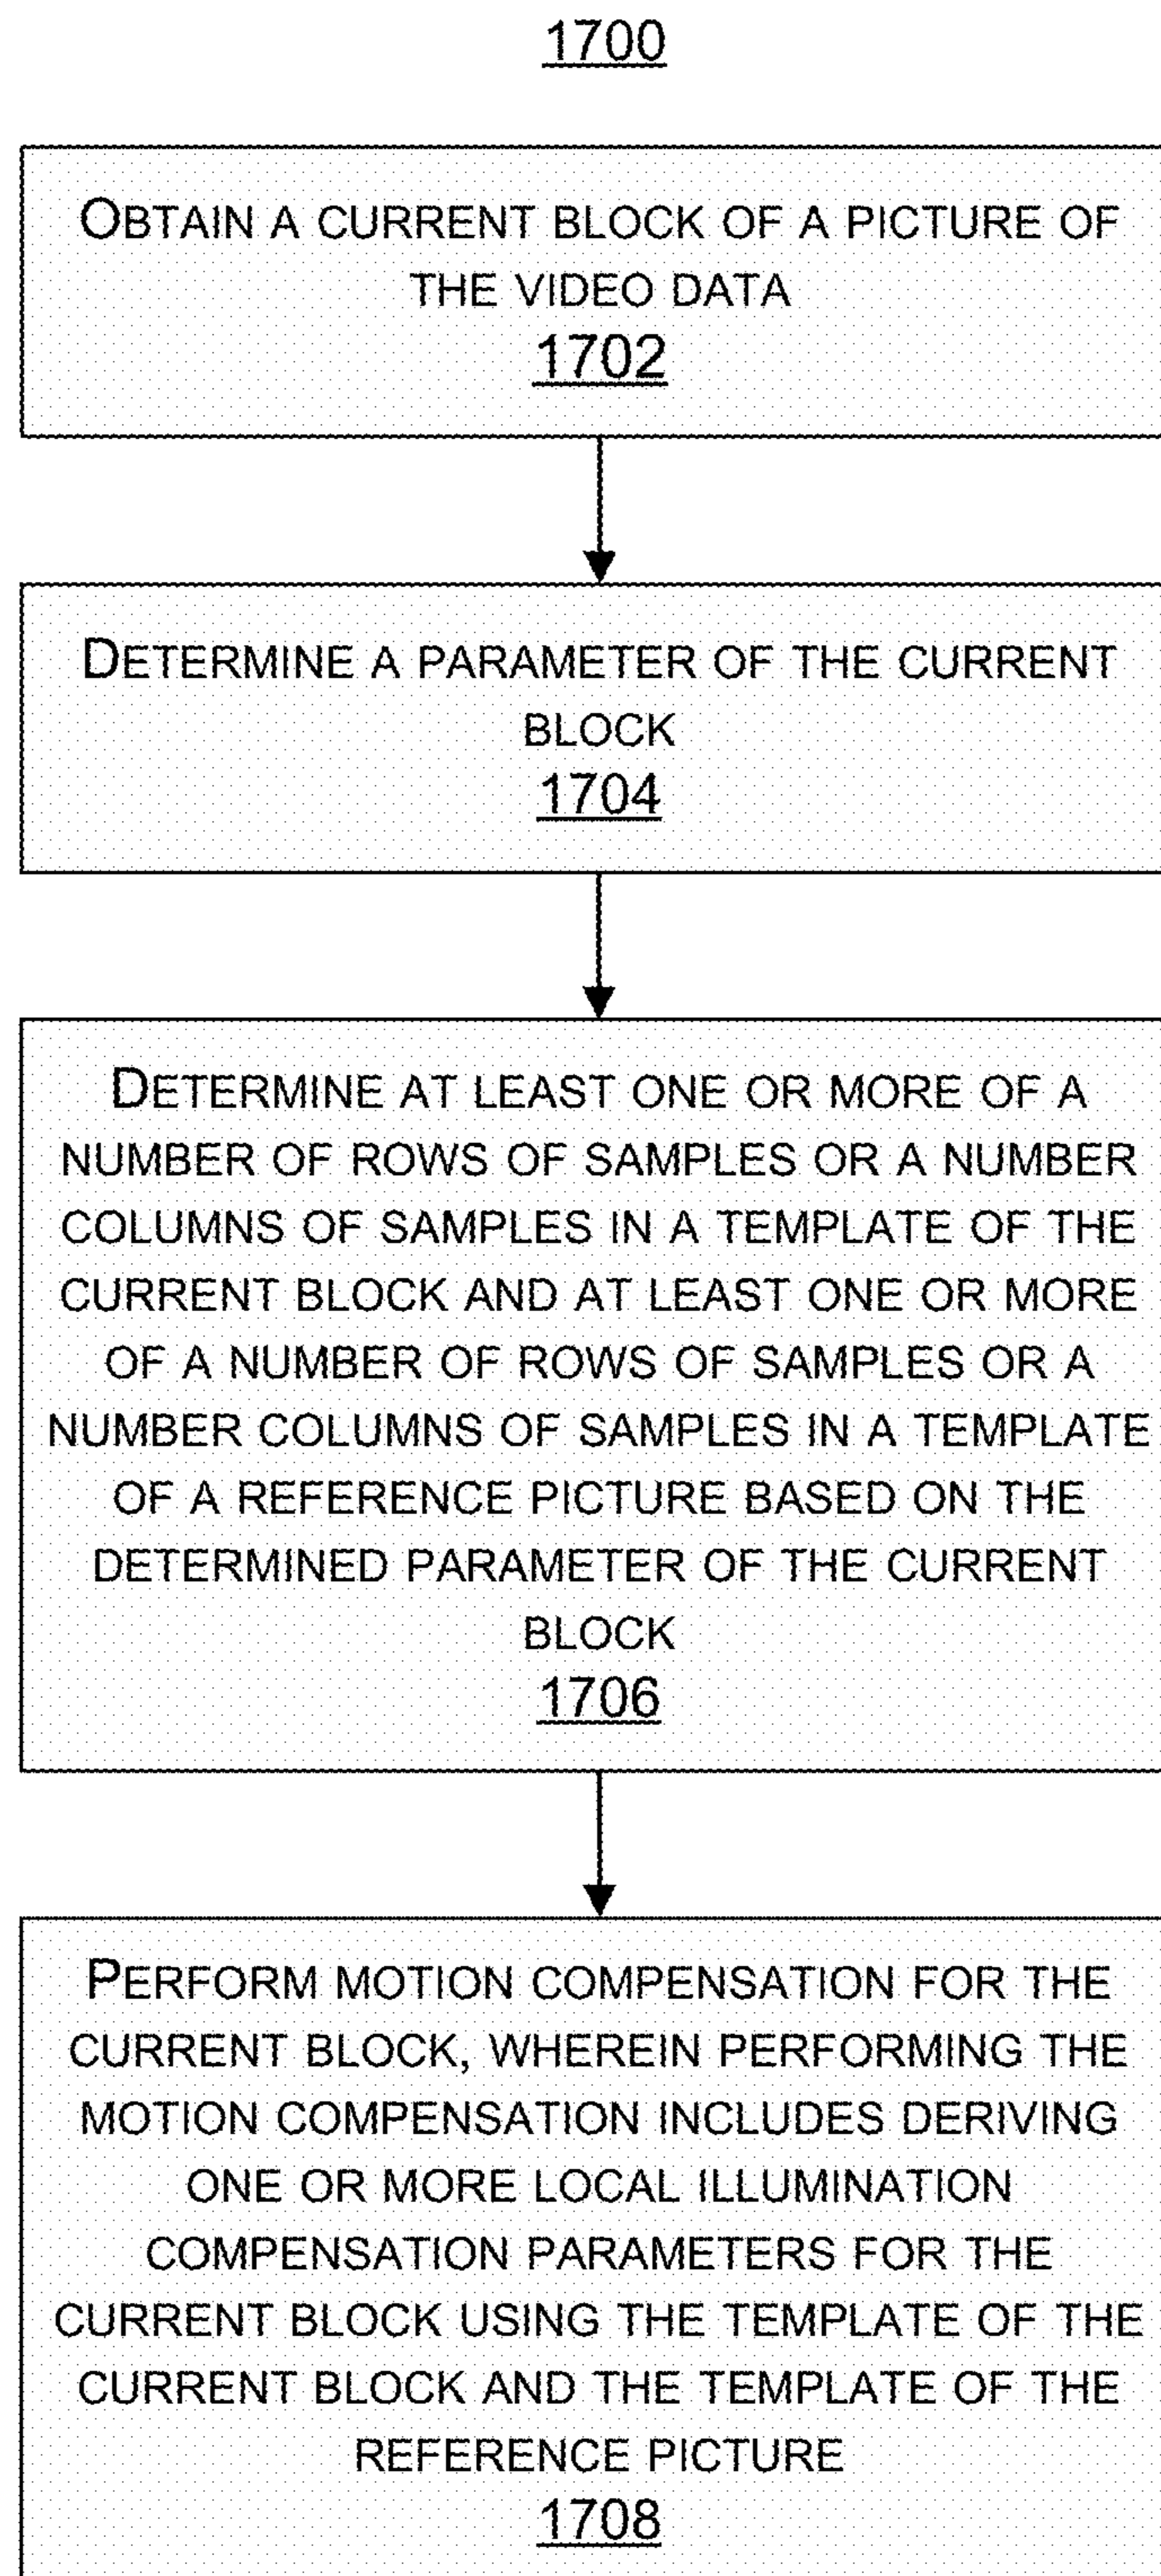 1700
OBTAIN A CURRENT BLOCK OF A PICTURE OF
THE VIDEO DATA
1702
DETERMINE A PARAMETER OF THE CURRENT
BLOCK
1704
DETERMINE AT LEAST ONE OR MORE OF A
NUMBER OF ROWS OF SAMPLES OR A NUMBER
COLUMNS OF SAMPLES IN A TEMPLATE OF THE
CURRENT BLOCK AND AT LEAST ONE OR MORE
OF A NUMBER OF ROWS OF SAMPLES OR A
NUMBER COLUMNS OF SAMPLES IN A TEMPLATE
OF A REFERENCE PICTURE BASED ON THE
DETERMINED PARAMETER OF THE CURRENT
BLOCK
1706
PERFORM MOTION COMPENSATION FOR THE
CURRENT BLOCK, WHEREIN PERFORMING THE
MOTION COMPENSATION INCLUDES DERIVING
ONE OR MORE LOCAL ILLUMINATION
COMPENSATION PARAMETERS FOR THE
CURRENT BLOCK USING THE TEMPLATE OF THE
CURRENT BLOCK AND THE TEMPLATE OF THE
REFERENCE PICTURE
1708